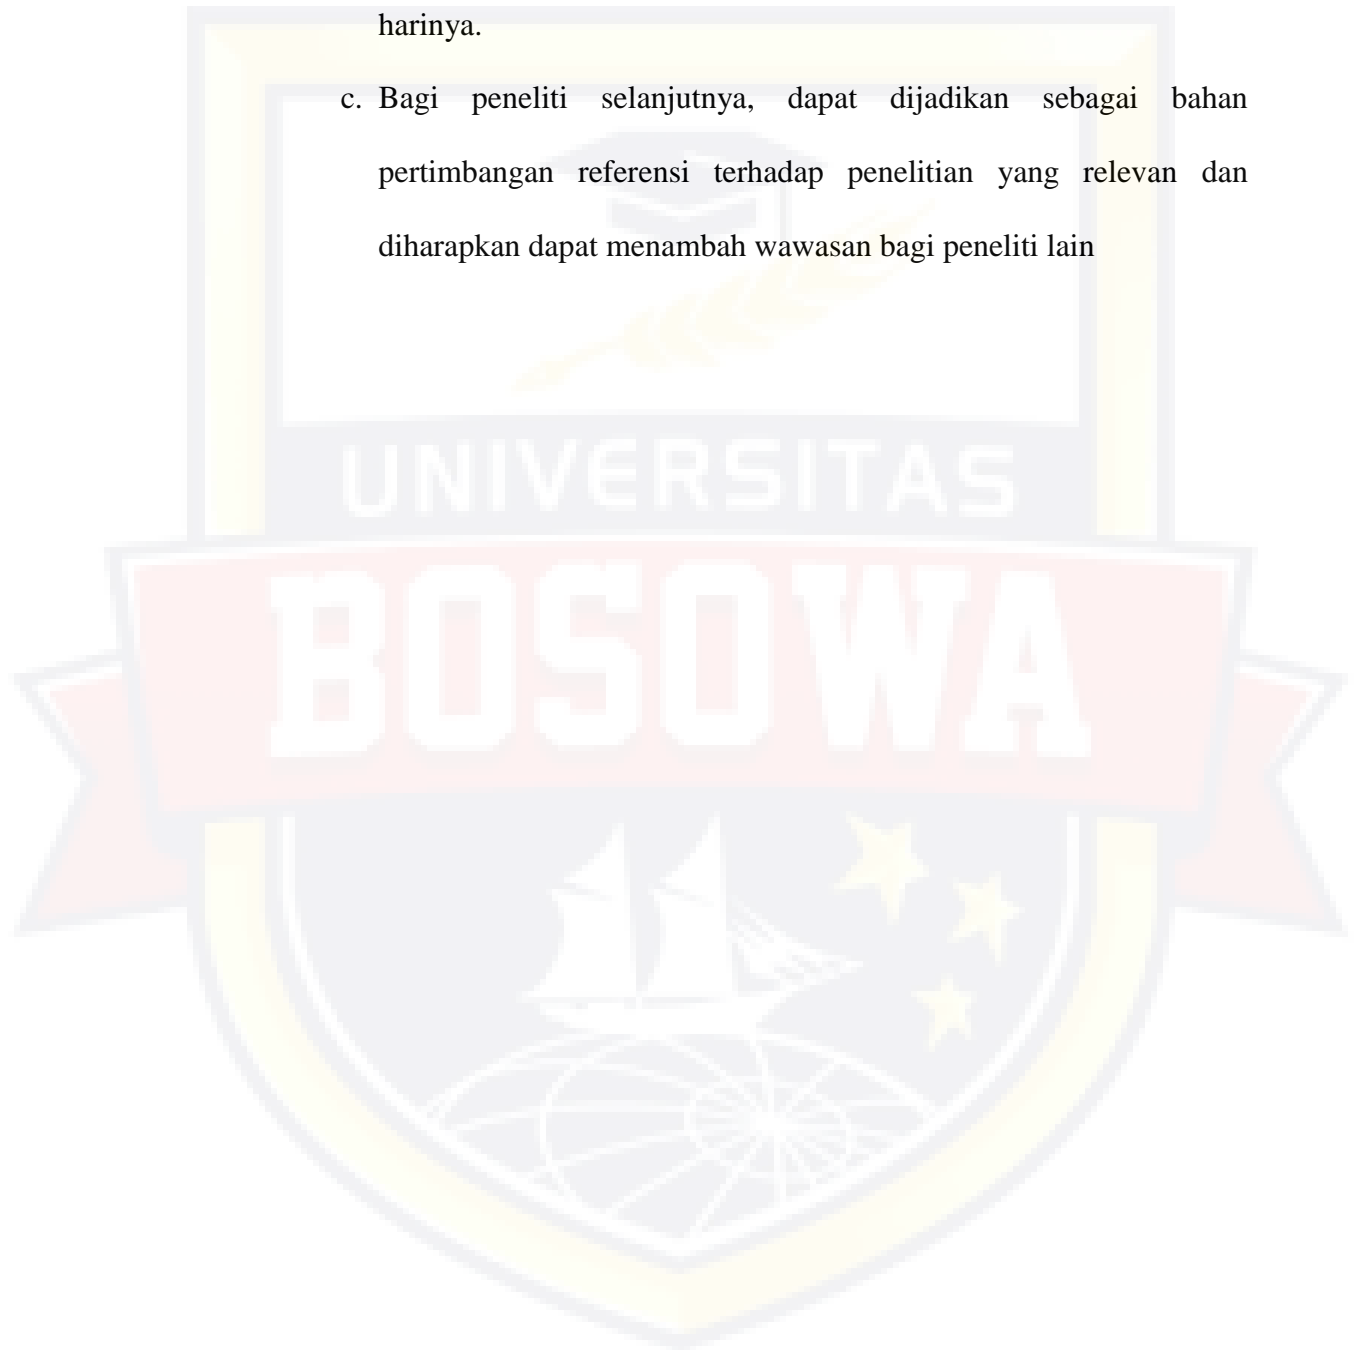 harinya.
c. Bagi peneliti selanjutnya, dapat dijadikan sebagai bahan
pertimbangan referensi terhadap penelitian yang relevan dan
diharapkan dapat menambah wawasan bagi peneliti lain
UNIVERSITAS
BOSOWA